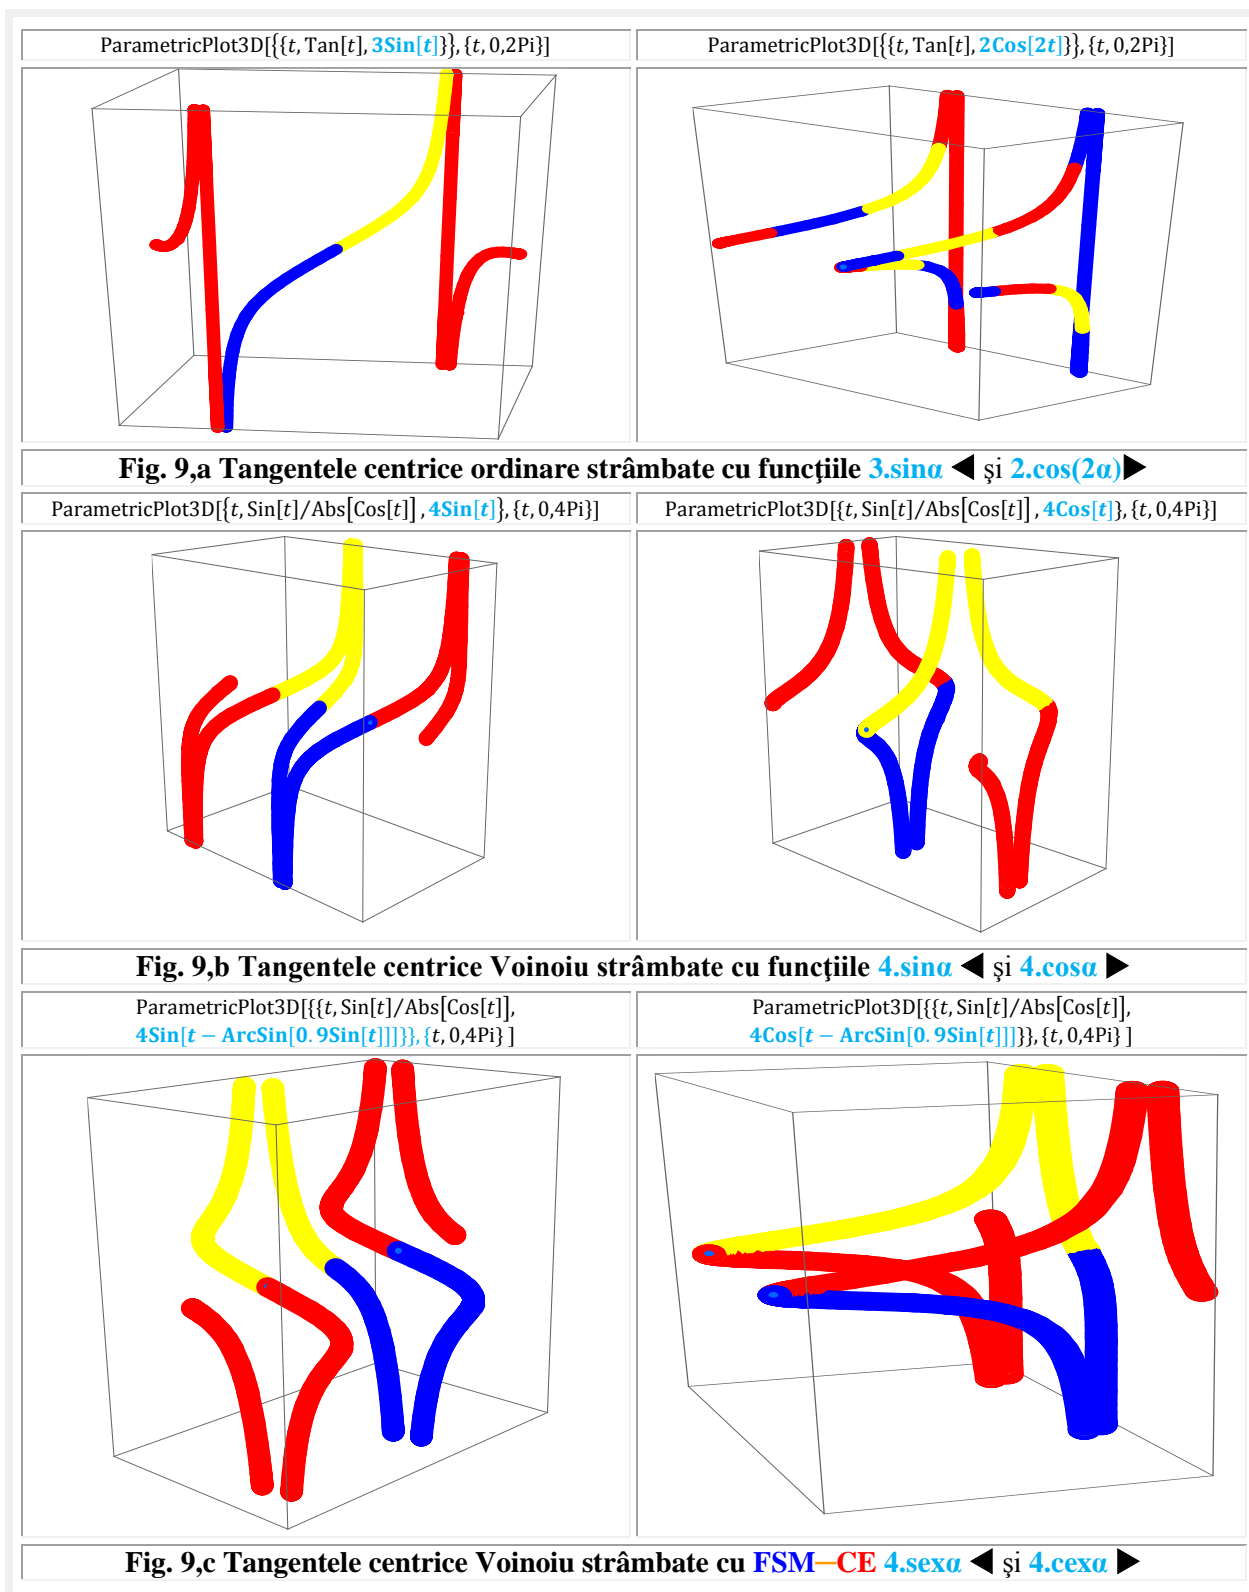 ParametricPlot3D[{{t, Tan[t], 3Sin[t]}}, {t, 0,2Pi}]
ParametricPlot3D[{{t, Tan[t], 2Cos[2t]}}, {t, 0,2Pi}]
Fig. 9,a Tangentele centrice ordinare strâmbate cu funcţiile 3.sinα ◄ şi 2.cos(2α)►
ParametricPlot3D[{t, Sin[t]/Abs[Cos[t]] , 4Sin[t]}, {t, 0,4Pi}]
ParametricPlot3D[{t, Sin[t]/Abs[Cos[t]] , 4Cos[t]}, {t, 0,4Pi}]
Fig. 9,b Tangentele centrice Voinoiu strâmbate cu funcţiile 4.sinα ◄ şi 4.cosα ►
ParametricPlot3D[{{t, Sin[t]/Abs[Cos[t]],
4Sin[t − ArcSin[0.9Sin[t]]]}}, {t, 0,4Pi} ]
ParametricPlot3D[{{t, Sin[t]/Abs[Cos[t]],
4Cos[t − ArcSin[0.9Sin[t]]]}}, {t, 0,4Pi} ]
Fig. 9,c Tangentele centrice Voinoiu strâmbate cu FSM—CE 4.sexα ◄ şi 4.cexα ►